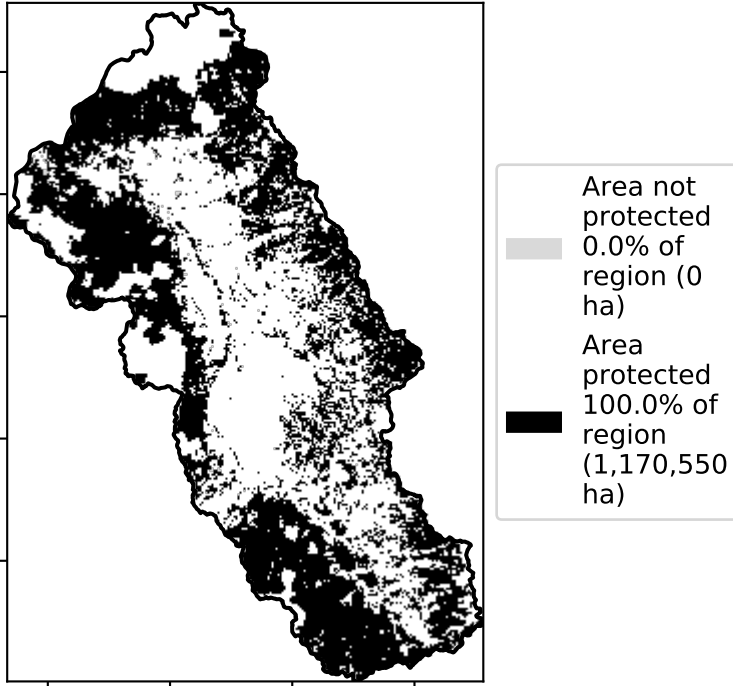 Area not
protected
0.0% of
region (0
ha)
Area
protected
100.0% of
region
(1,170,550
ha)